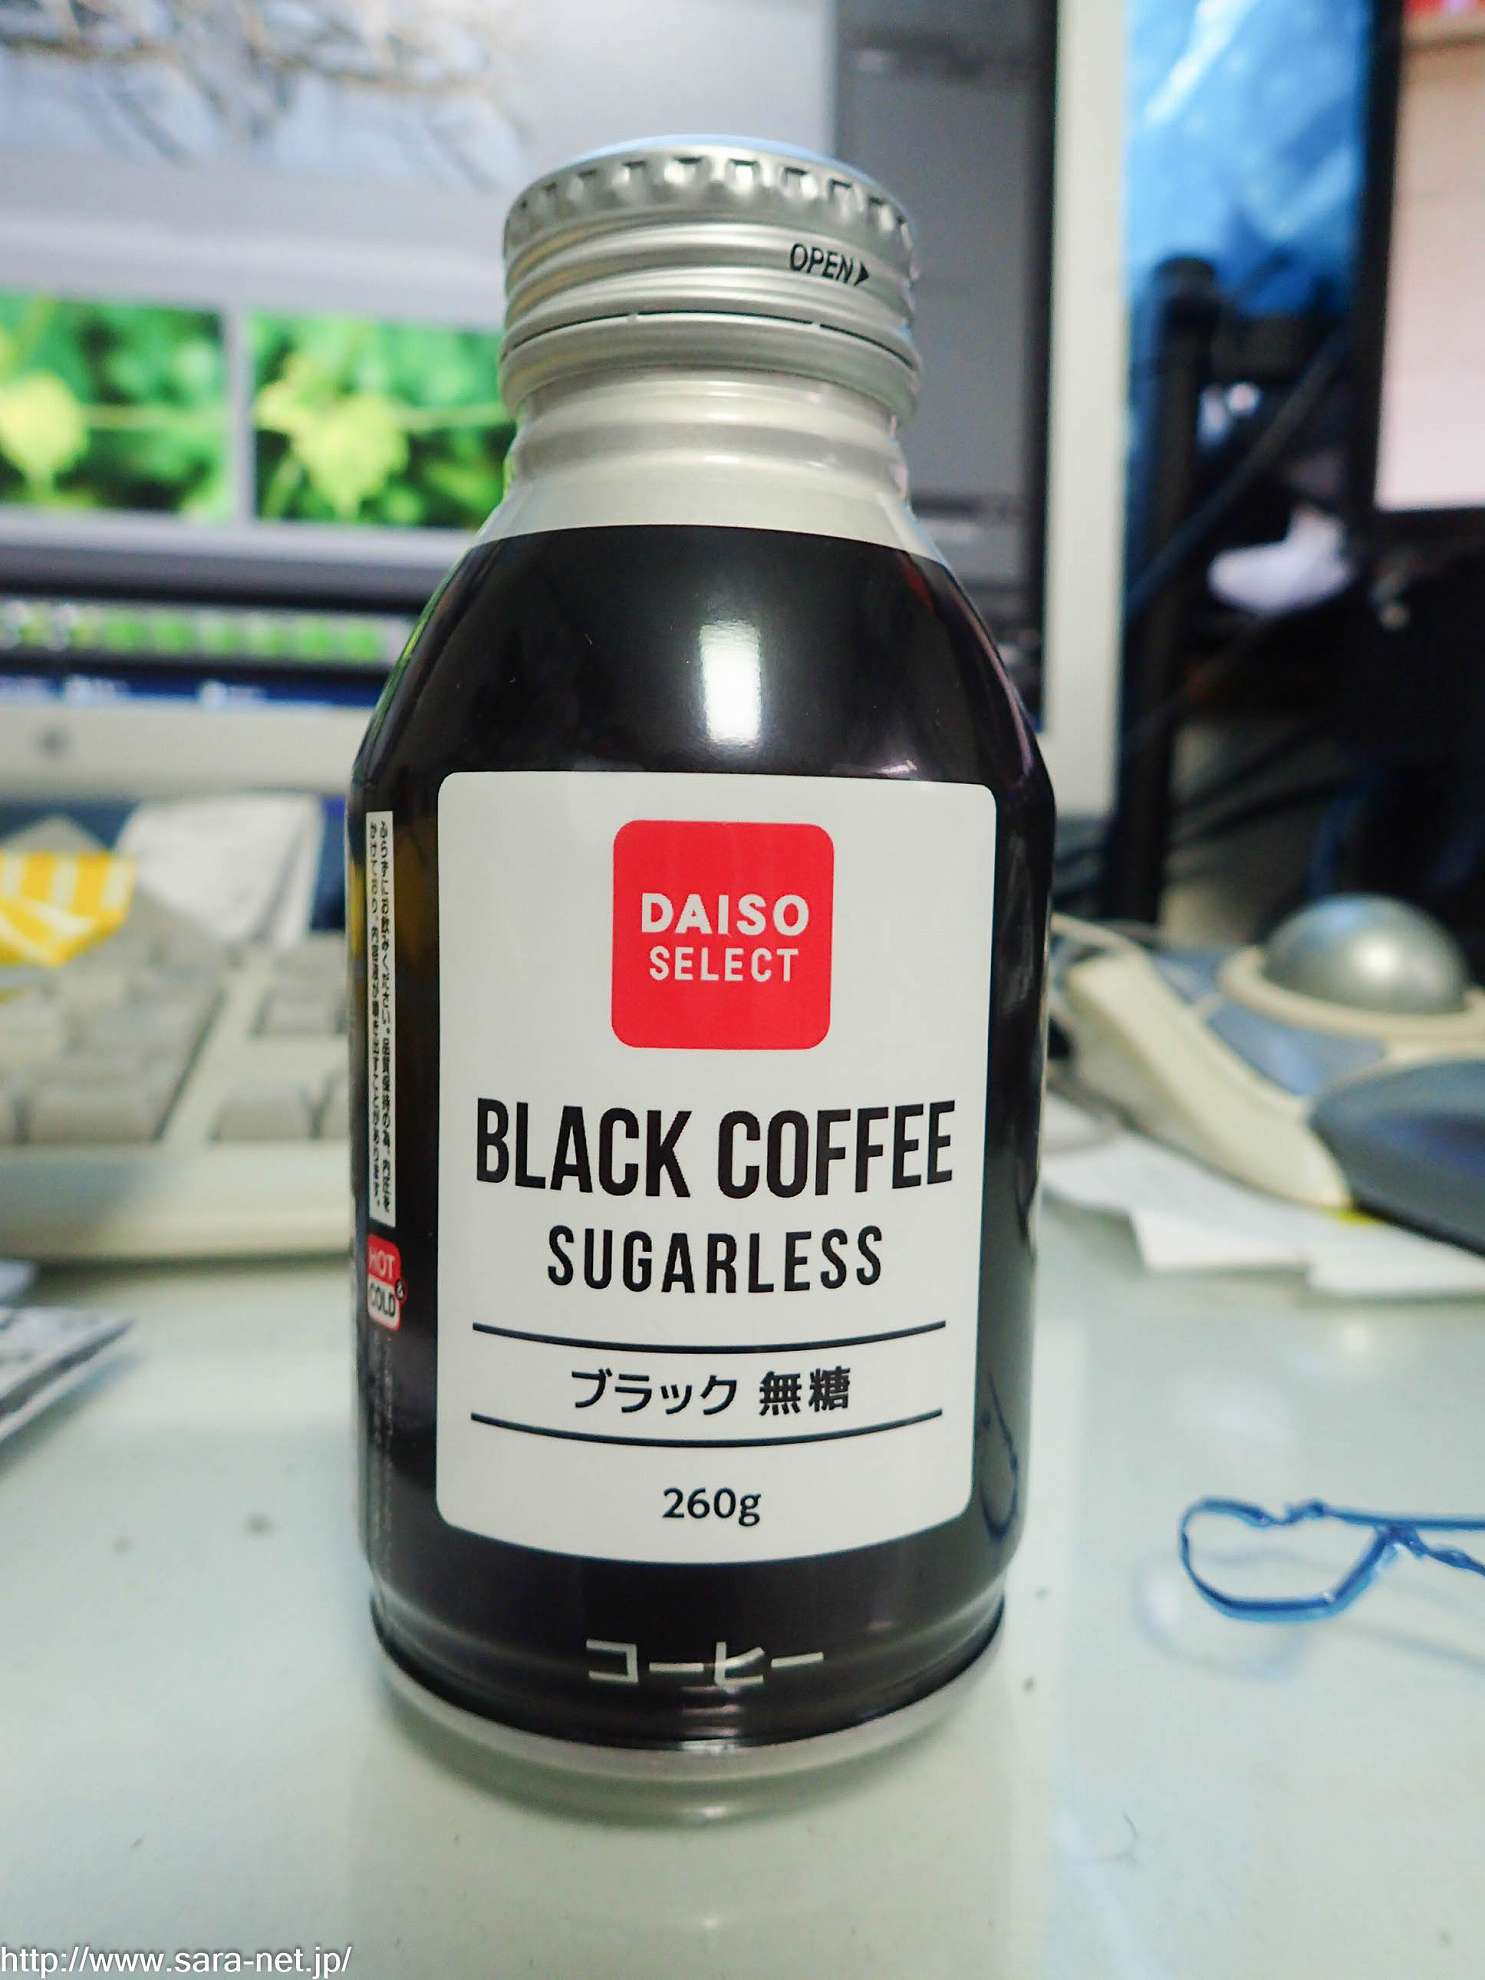 OPEN
DAISO
SELECT
BLACK COFFEE
SUGARLESS
ブラック 無糖
260g
コーヒー
HOT
&
COLD
http://www.sara-net.jp/